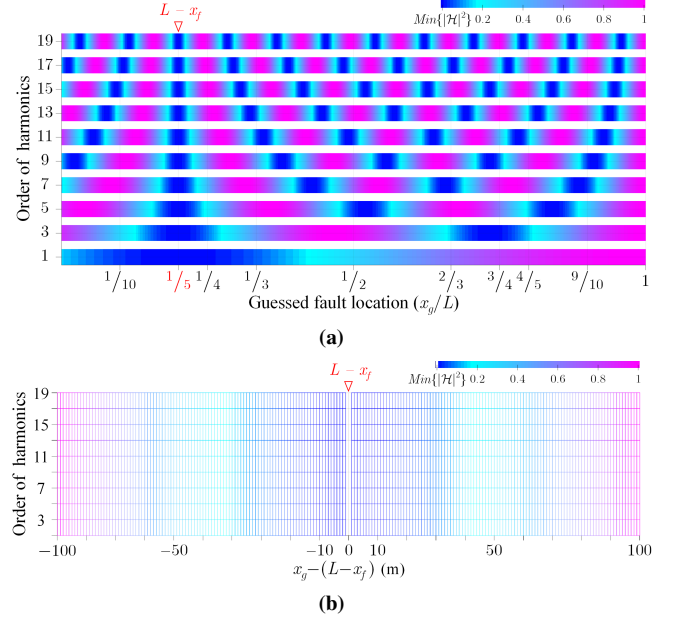 L − x_f
Min{|ℋ|²} 0.2 0.4 0.6 0.8 1
Order of harmonics
19
17
15
13
11
9
7
5
3
1
1/10 1/5 1/4 1/3 1/2 2/3 3/4 4/5 9/10 1
Guessed fault location (x_g/L)
(a)
L − x_f
Min{|ℋ|²} 0.2 0.4 0.6 0.8 1
Order of harmonics
19
15
11
7
3
−100 −50 −10 0 10 50 100
x_g−(L−x_f) (m)
(b)